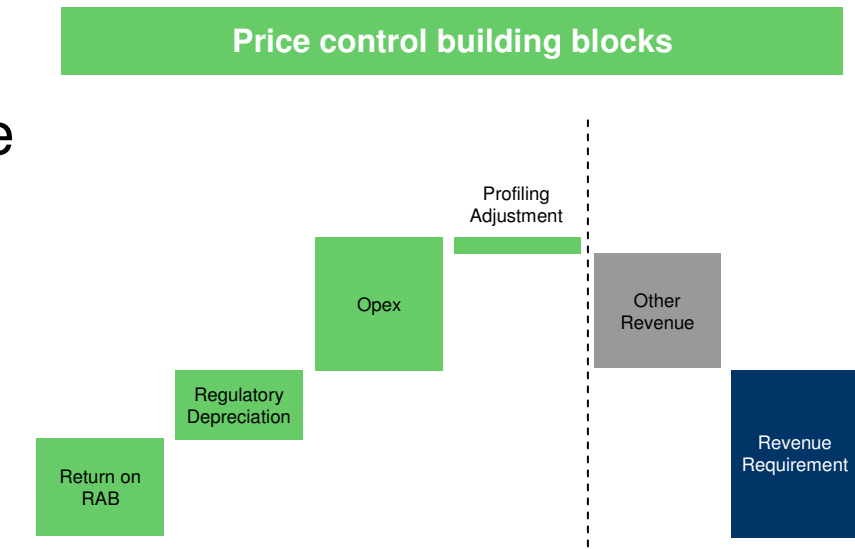 Price control building blocks
e
Profiling
Adjustment
Opex
Other
Revenue
Regulatory
Depreciation
Revenue
Requirement
Return on
RAB